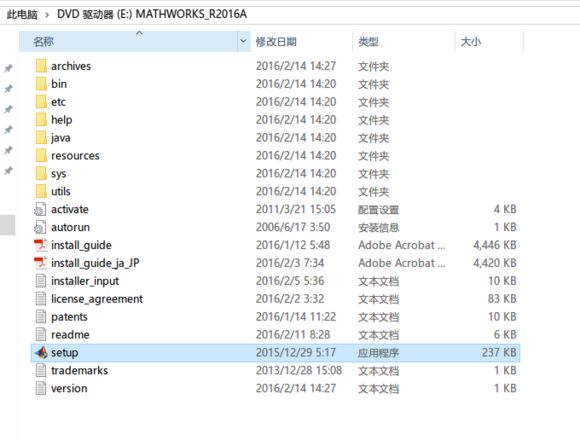 此电脑 › DVD 驱动器 (E:) MATHWORKS_R2016A
名称 修改日期 类型 大小
archives 2016/2/14 14:27 文件夹
bin 2016/2/14 14:20 文件夹
etc 2016/2/14 14:20 文件夹
help 2016/2/14 14:20 文件夹
java 2016/2/14 14:20 文件夹
resources 2016/2/14 14:20 文件夹
sys 2016/2/14 14:20 文件夹
utils 2016/2/14 14:20 文件夹
activate 2011/3/21 15:05 配置设置 4 KB
autorun 2006/6/17 3:50 安装信息 1 KB
install_guide 2016/1/12 5:48 Adobe Acrobat ... 4,446 KB
install_guide_ja_JP 2016/2/3 7:34 Adobe Acrobat ... 4,420 KB
installer_input 2016/2/5 5:36 文本文档 10 KB
license_agreement 2016/2/2 3:32 文本文档 83 KB
patents 2016/1/14 11:22 文本文档 10 KB
readme 2016/2/11 8:28 文本文档 6 KB
setup 2015/12/29 5:17 应用程序 237 KB
trademarks 2013/12/28 15:08 文本文档 1 KB
version 2016/2/14 14:27 文本文档 1 KB